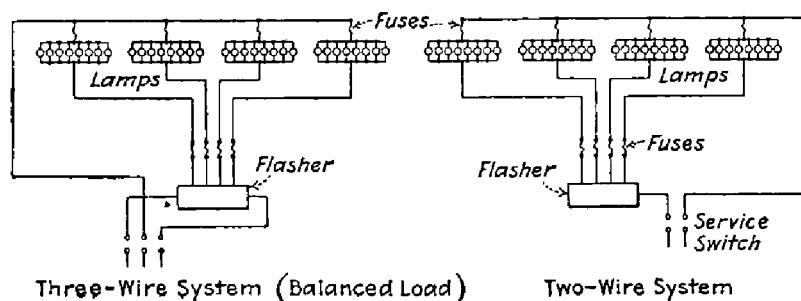 Fuses
Lamps
Lamps
Flasher
Fuses
Flasher
Service
Switch
Three-Wire System (Balanced Load)
Two-Wire System